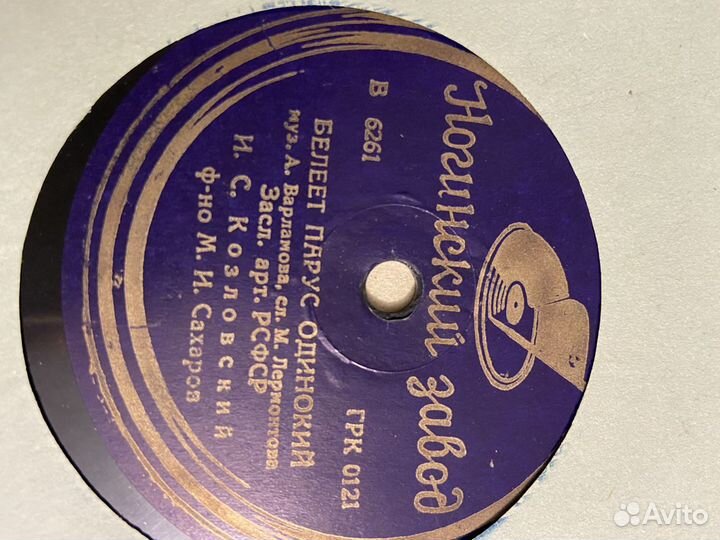 Ногинский завод
В 6261
ГРК 0121
БЕЛЕЕТ ПАРУС ОДИНОКИЙ
муз. А. Варламова, сл. М. Лермонтова
Засл. арт. РСФСР
И. С. Козловский
ф-но М. И. Сахаров
Avito